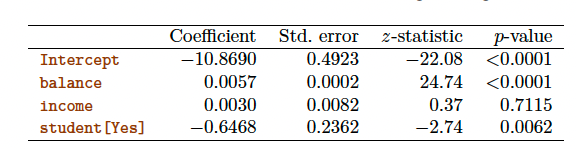 Coefficient Std. error z-statistic p-value
Intercept −10.8690 0.4923 −22.08 <0.0001
balance 0.0057 0.0002 24.74 <0.0001
income 0.0030 0.0082 0.37 0.7115
student[Yes] −0.6468 0.2362 −2.74 0.0062